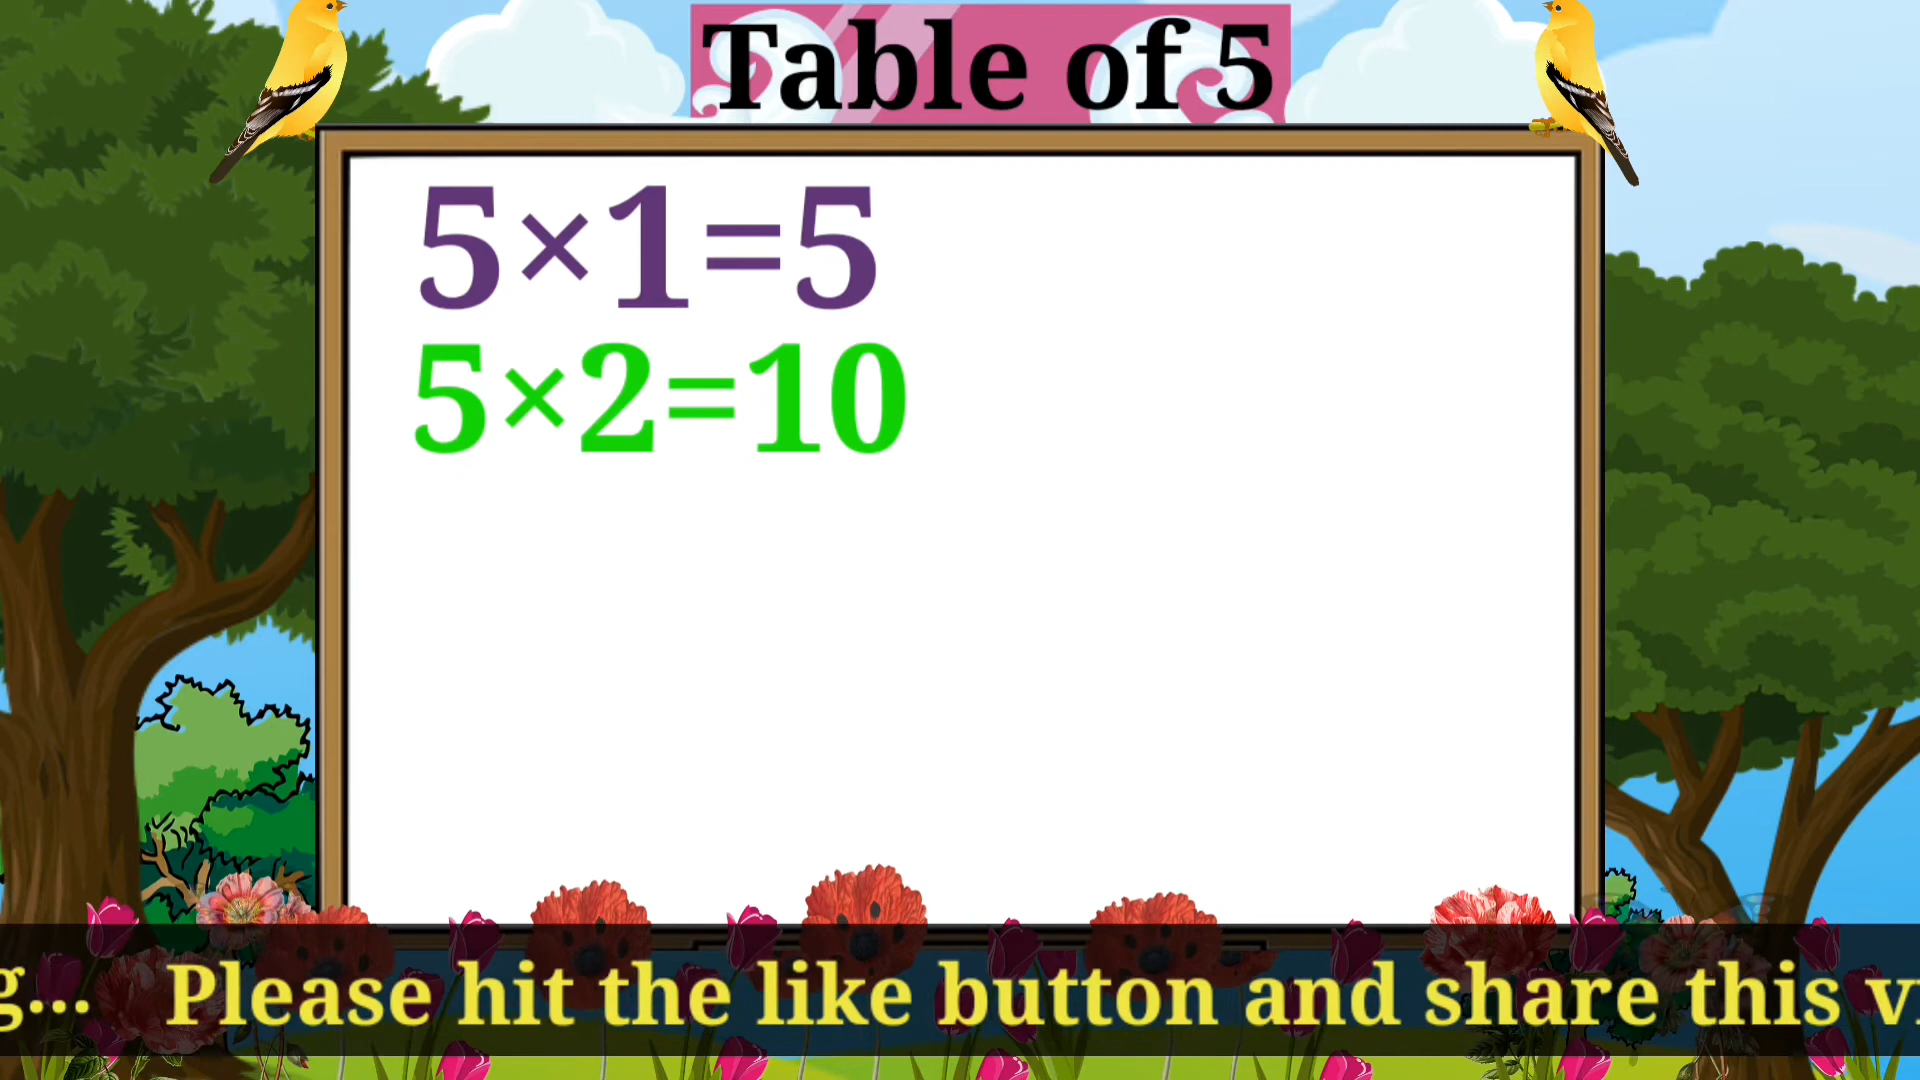 Table of 5
5×1=5
5×2=10
g... Please hit the like button and share this